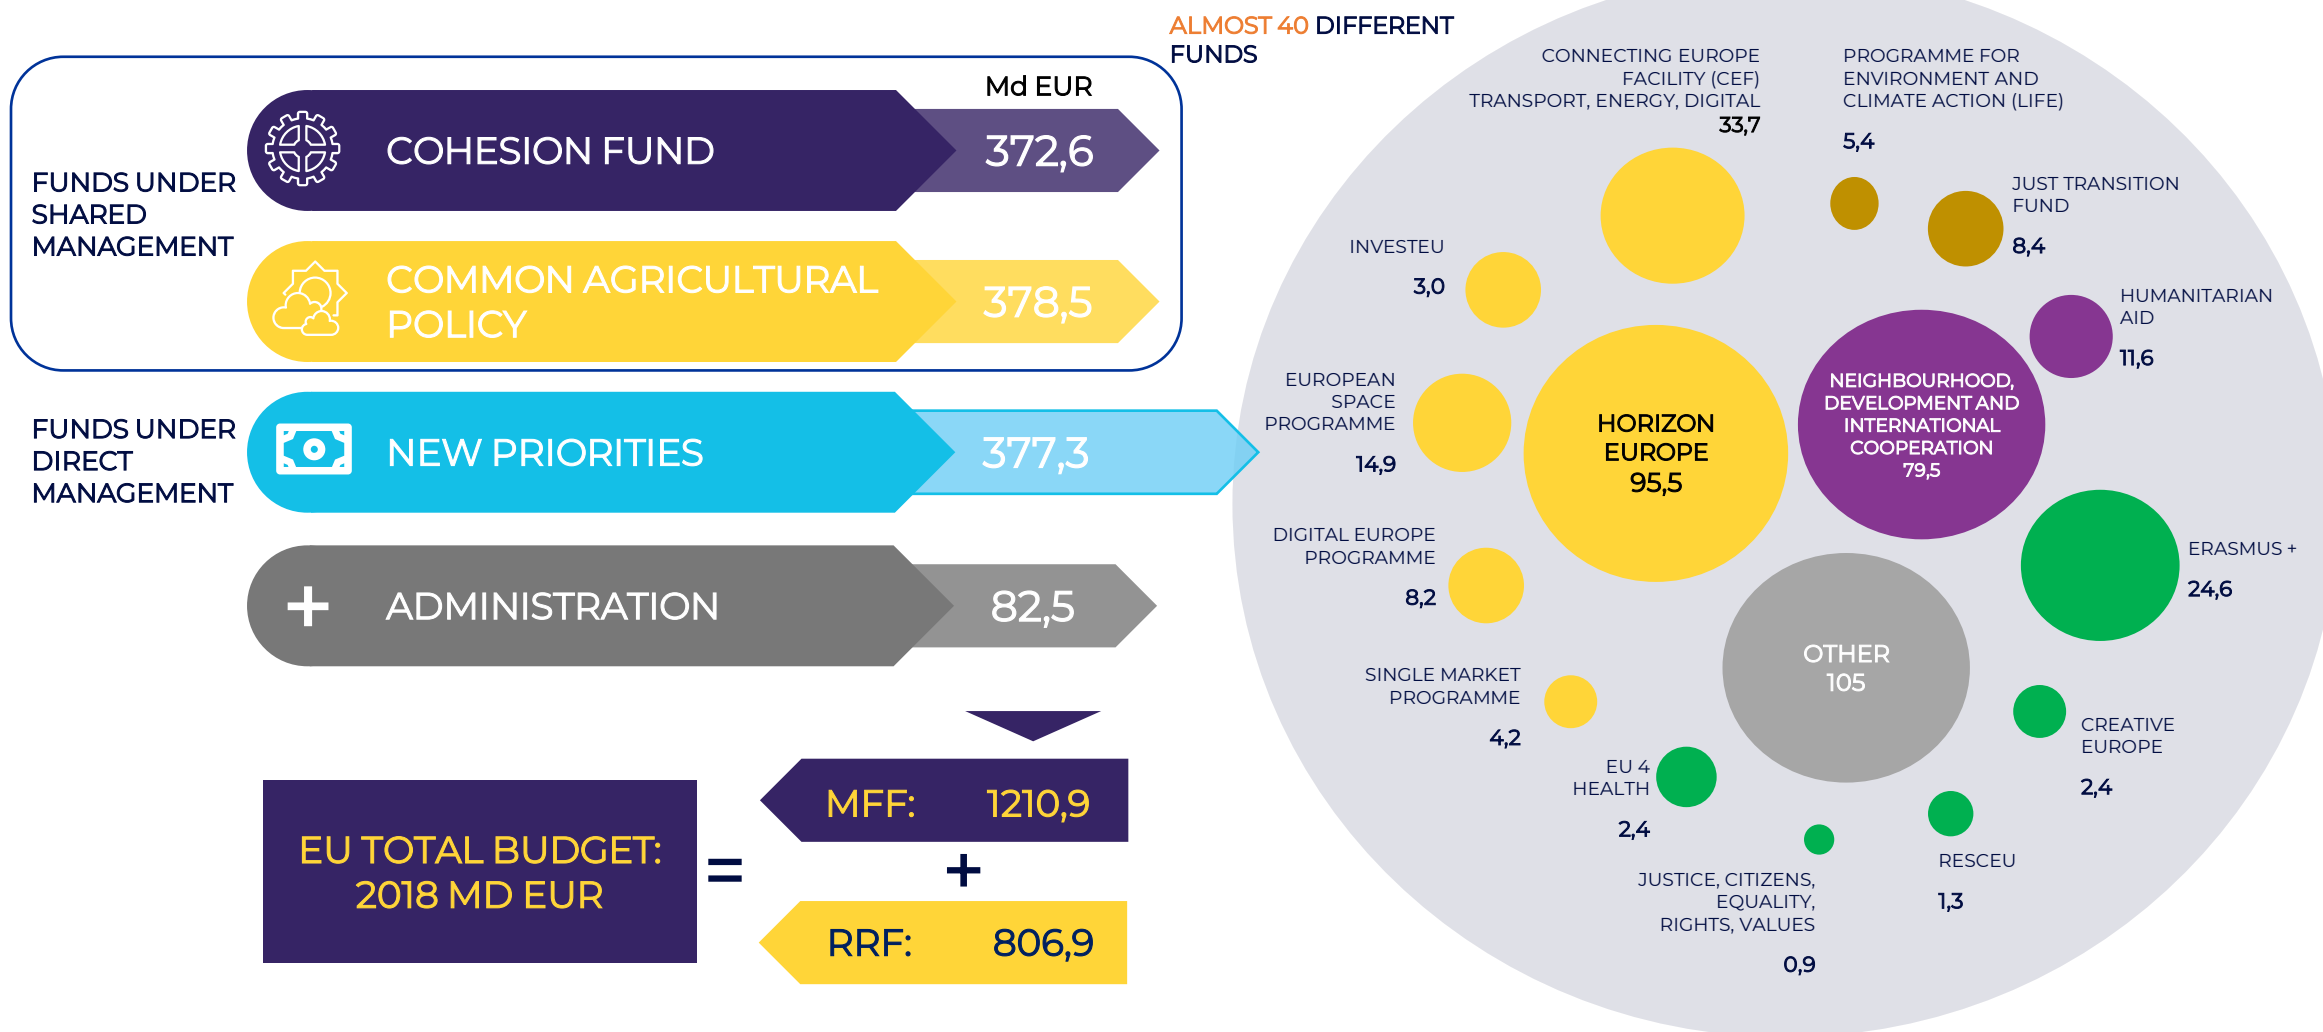 ALMOST 40 DIFFERENT
FUNDS
Md EUR
FUNDS UNDER
SHARED
MANAGEMENT
COHESION FUND
372,6
COMMON AGRICULTURAL
POLICY
378,5
FUNDS UNDER
DIRECT
MANAGEMENT
NEW PRIORITIES
377,3
ADMINISTRATION
82,5
EU TOTAL BUDGET:
2018 MD EUR
=
MFF: 1210,9
+
RRF: 806,9
CONNECTING EUROPE
FACILITY (CEF)
TRANSPORT, ENERGY, DIGITAL
33,7
PROGRAMME FOR
ENVIRONMENT AND
CLIMATE ACTION (LIFE)
5,4
JUST TRANSITION
FUND
8,4
INVESTEU
3,0
HUMANITARIAN
AID
11,6
EUROPEAN
SPACE
PROGRAMME
14,9
HORIZON
EUROPE
95,5
NEIGHBOURHOOD,
DEVELOPMENT AND
INTERNATIONAL
COOPERATION
79,5
DIGITAL EUROPE
PROGRAMME
8,2
ERASMUS +
24,6
OTHER
105
SINGLE MARKET
PROGRAMME
4,2
CREATIVE
EUROPE
2,4
EU 4
HEALTH
2,4
RESCEU
1,3
JUSTICE, CITIZENS,
EQUALITY,
RIGHTS, VALUES
0,9